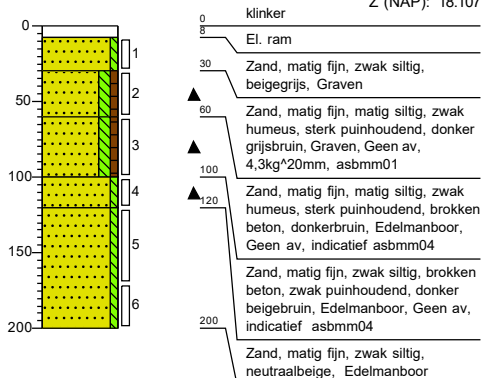 Z (NAP): 18.107
0
klinker
8
El. ram
30
Zand, matig fijn, zwak siltig,
beigegrijs, Graven
60
Zand, matig fijn, matig siltig, zwak
humeus, sterk puinhoudend, donker
grijsbruin, Graven, Geen av,
4,3kg^20mm, asbmm01
100
Zand, matig fijn, matig siltig, zwak
humeus, sterk puinhoudend, brokken
beton, donkerbruin, Edelmanboor,
Geen av, indicatief asbmm04
120
Zand, matig fijn, zwak siltig, brokken
beton, zwak puinhoudend, donker
beigebruin, Edelmanboor, Geen av,
indicatief asbmm04
200
Zand, matig fijn, zwak siltig,
neutraalbeige, Edelmanboor
0
50
100
150
200
1
2
3
4
5
6